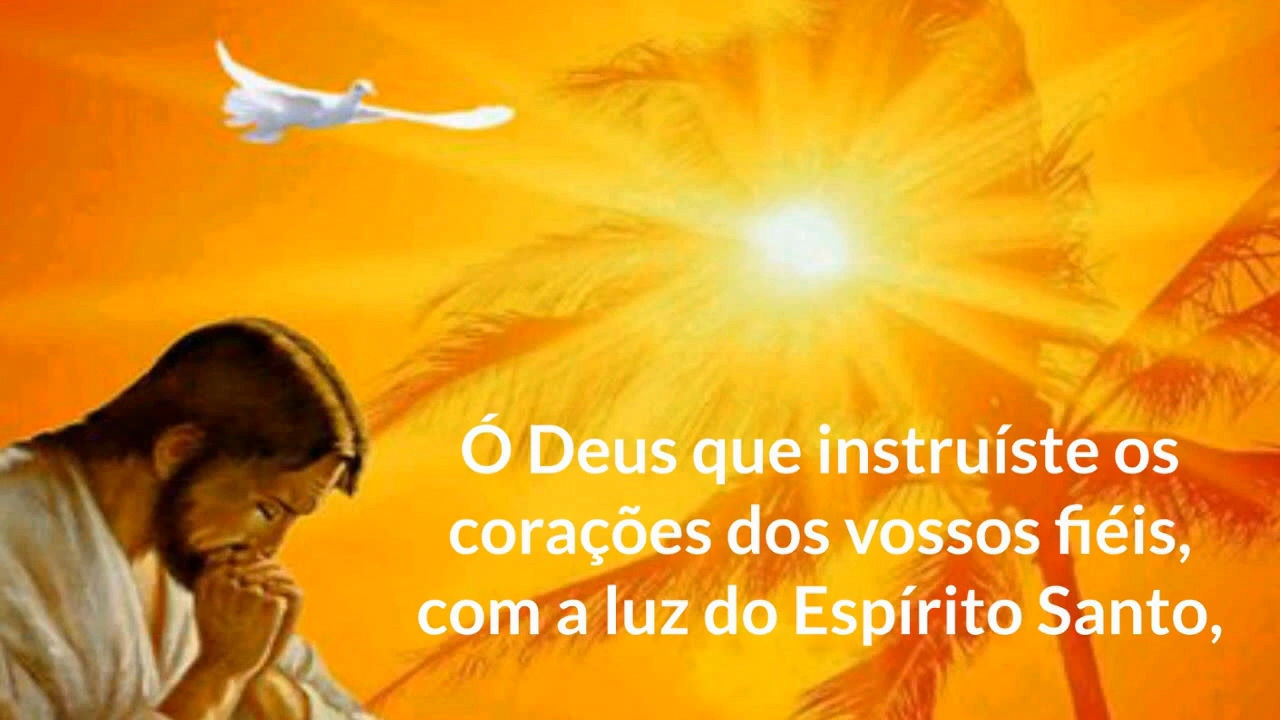 Ó Deus que instruíste os
corações dos vossos fiéis,
com a luz do Espírito Santo,